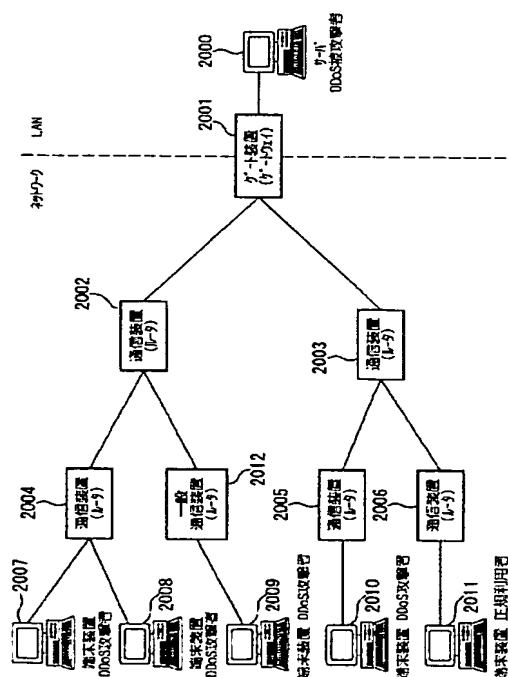 2000
サーバ
DDoS被攻撃者
LAN
ネットワーク
2001
ゲート装置
(ゲートウェイ)
2002
通信装置
(ルータ)
2003
通信装置
(ルータ)
2004
通信装置
(ルータ)
2012
一般
通信装置
(ルータ)
2005
通信装置
(ルータ)
2006
通信装置
(ルータ)
2007
端末装置
DDoS攻撃者
2008
端末装置
DDoS攻撃者
2009
端末装置 DDoS攻撃者
2010
端末装置 DDoS攻撃者
2011
端末装置 正規利用者